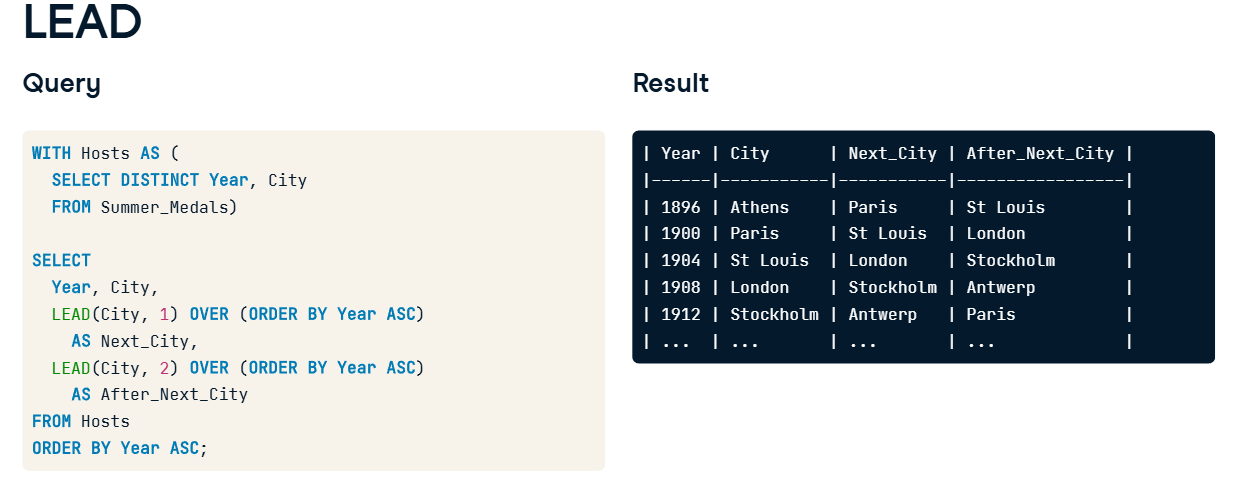 LEAD
Query
WITH Hosts AS (
  SELECT DISTINCT Year, City
  FROM Summer_Medals)
SELECT
  Year, City,
  LEAD(City, 1) OVER (ORDER BY Year ASC)
    AS Next_City,
  LEAD(City, 2) OVER (ORDER BY Year ASC)
    AS After_Next_City
FROM Hosts
ORDER BY Year ASC;
Result
| Year | City      | Next_City | After_Next_City |
|------|-----------|-----------|-----------------|
| 1896 | Athens    | Paris     | St Louis        |
| 1900 | Paris     | St Louis  | London          |
| 1904 | St Louis  | London    | Stockholm       |
| 1908 | London    | Stockholm | Antwerp         |
| 1912 | Stockholm | Antwerp   | Paris           |
| ...  | ...       | ...       | ...             |